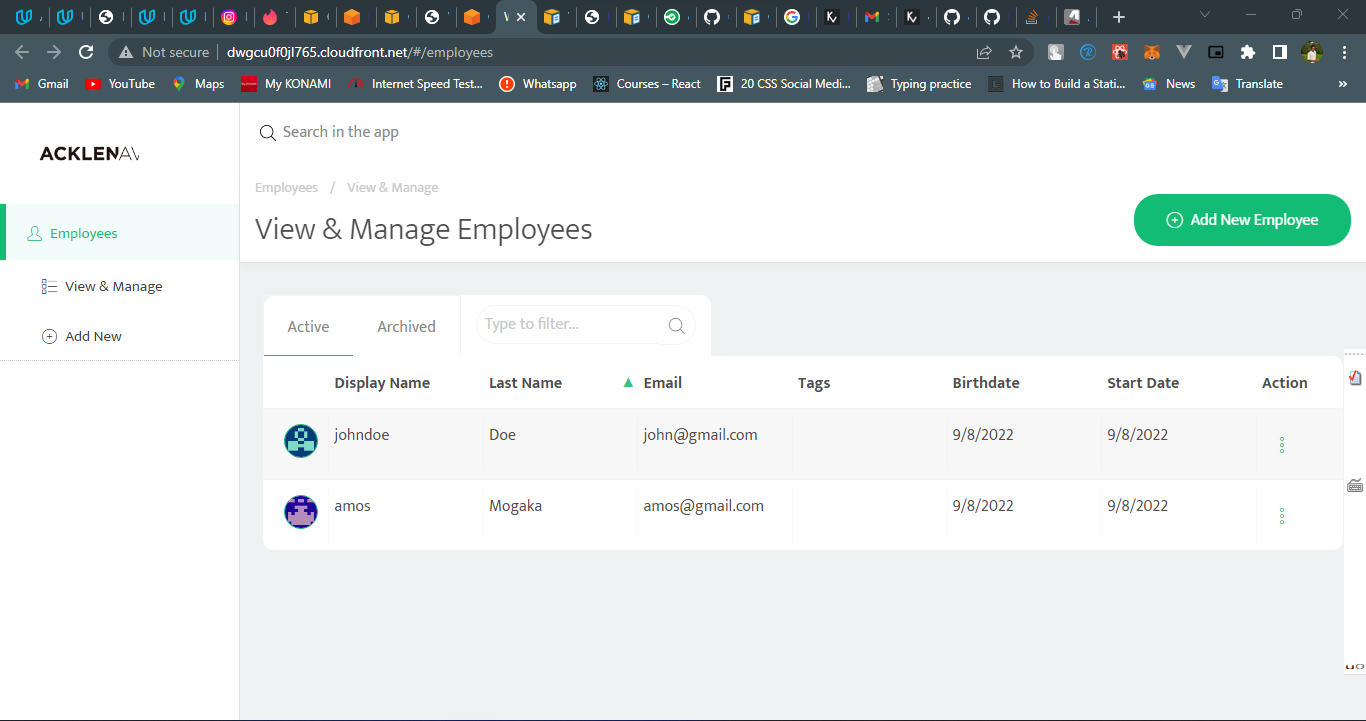 Not secure | dwgcu0f0jl765.cloudfront.net/#/employees
Gmail YouTube Maps My KONAMI Internet Speed Test... Whatsapp Courses – React 20 CSS Social Medi... Typing practice How to Build a Stati... News Translate »
Search in the app
ACKLENAV
Employees / View & Manage
View & Manage Employees
Add New Employee
Employees
View & Manage
Add New
Active Archived Type to filter...
Display Name Last Name ▲ Email Tags Birthdate Start Date Action
johndoe Doe john@gmail.com 9/8/2022 9/8/2022
amos Mogaka amos@gmail.com 9/8/2022 9/8/2022